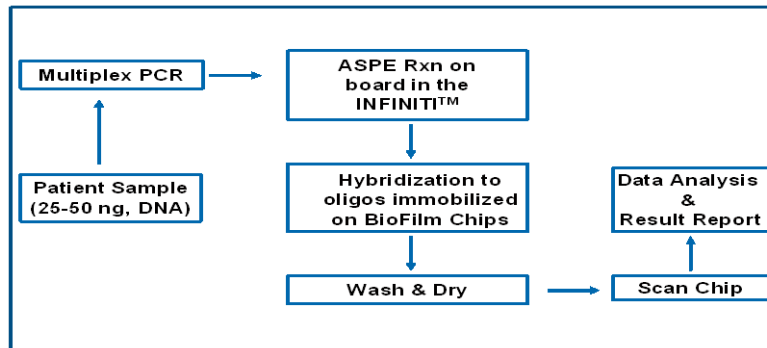 Multiplex PCR
ASPE Rxn on
board in the
INFINITI™
Patient Sample
(25-50 ng, DNA)
Hybridization to
oligos immobilized
on BioFilm Chips
Data Analysis
&
Result Report
Wash & Dry
Scan Chip